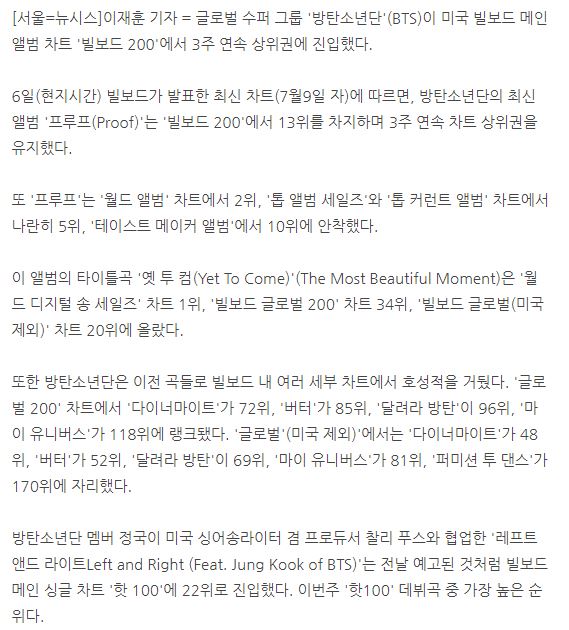 [서울=뉴시스]이재훈 기자 = 글로벌 수퍼 그룹 '방탄소년단'(BTS)이 미국 빌보드 메인
앨범 차트 '빌보드 200'에서 3주 연속 상위권에 진입했다.
6일(현지시간) 빌보드가 발표한 최신 차트(7월9일 자)에 따르면, 방탄소년단의 최신
앨범 '프루프(Proof)'는 '빌보드 200'에서 13위를 차지하며 3주 연속 차트 상위권을
유지했다.
또 '프루프'는 '월드 앨범' 차트에서 2위, '톱 앨범 세일즈'와 '톱 커런트 앨범' 차트에서
나란히 5위, '테이스트 메이커 앨범'에서 10위에 안착했다.
이 앨범의 타이틀곡 '옛 투 컴(Yet To Come)'(The Most Beautiful Moment)은 '월
드 디지털 송 세일즈' 차트 1위, '빌보드 글로벌 200' 차트 34위, '빌보드 글로벌(미국
제외)' 차트 20위에 올랐다.
또한 방탄소년단은 이전 곡들로 빌보드 내 여러 세부 차트에서 호성적을 거뒀다. '글로
벌 200' 차트에서 '다이너마이트'가 72위, '버터'가 85위, '달려라 방탄'이 96위, '마
이 유니버스'가 118위에 랭크됐다. '글로벌'(미국 제외)'에서는 '다이너마이트'가 48
위, '버터'가 52위, '달려라 방탄'이 69위, '마이 유니버스'가 81위, '퍼미션 투 댄스'가
170위에 자리했다.
방탄소년단 멤버 정국이 미국 싱어송라이터 겸 프로듀서 찰리 푸스와 협업한 '레프트
앤드 라이트Left and Right (Feat. Jung Kook of BTS)'는 전날 예고된 것처럼 빌보드
메인 싱글 차트 '핫 100'에 22위로 진입했다. 이번주 '핫100' 데뷔곡 중 가장 높은 순
위다.